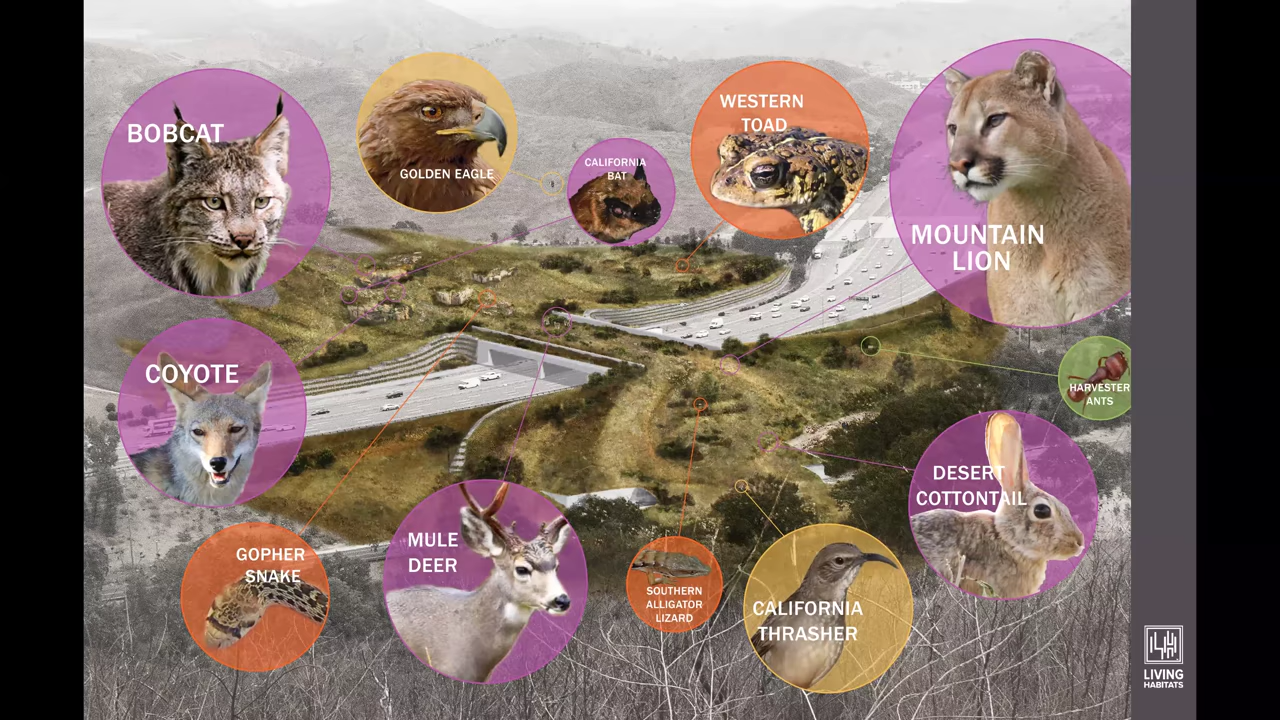 BOBCAT
GOLDEN EAGLE
CALIFORNIA
BAT
WESTERN
TOAD
MOUNTAIN
LION
COYOTE
HARVESTER
ANTS
DESERT
COTTONTAIL
GOPHER
SNAKE
MULE
DEER
SOUTHERN
ALLIGATOR
LIZARD
CALIFORNIA
THRASHER
LIVING
HABITATS